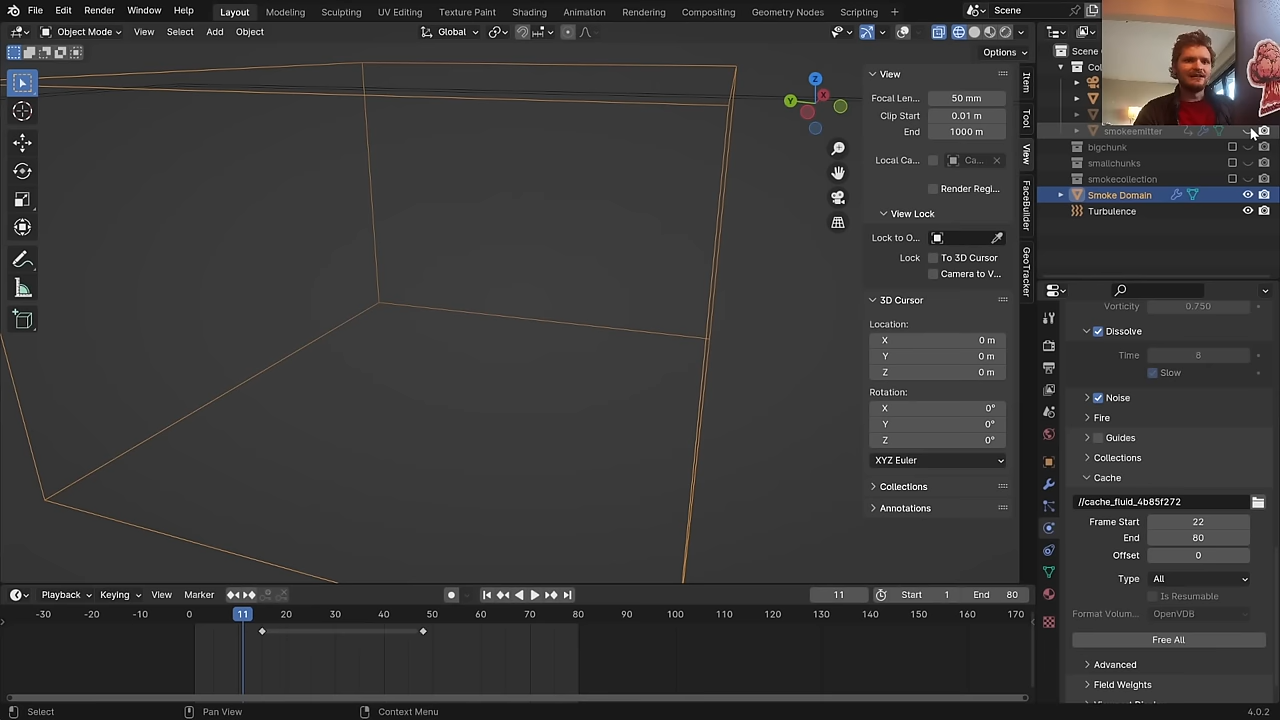 File Edit Render Window Help Layout Modeling Sculpting UV Editing Texture Paint Shading Animation Rendering Compositing Geometry Nodes Scripting + Scene
Object Mode View Select Add Object Global
Options
View
Focal Len... 50 mm
Clip Start 0.01 m
End 1000 m
Local Ca... Ca...
Render Regi...
View Lock
Lock to O...
Lock To 3D Cursor
Camera to V...
3D Cursor
Location:
X 0 m
Y 0 m
Z 0 m
Rotation:
X 0°
Y 0°
Z 0°
XYZ Euler
Collections
Annotations
Item
Tool
View
FaceBuilder
GeoTracker
Z
Y
X
Scene
Col
smokeemitter
bigchunk
smallchunks
smokecollection
Smoke Domain
Turbulence
Vorticity 0.750
Dissolve
Time 8
Slow
Noise
Fire
Guides
Collections
Cache
//cache_fluid_4b85f272
Frame Start 22
End 80
Offset 0
Type All
Is Resumable
Format Volum... OpenVDB
Free All
Advanced
Field Weights
Playback Keying View Marker 11 Start 1 End 80
-30 -20 -10 0 11 20 30 40 50 60 70 80 90 100 110 120 130 140 150 160 170
Select Pan View Context Menu 4.0.2